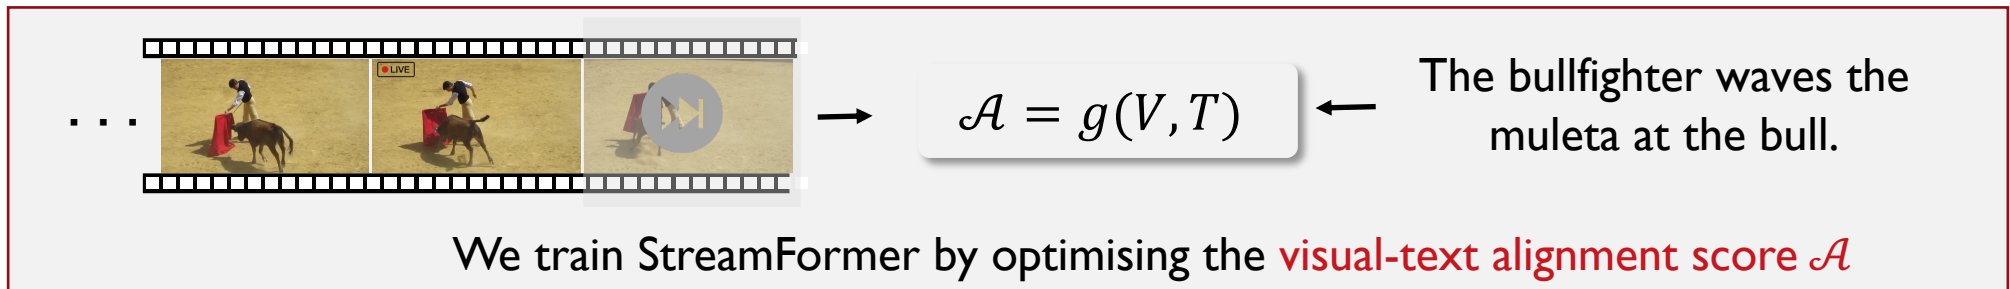 LIVE
. . .
𝒜 = g(V, T)
The bullfighter waves the
muleta at the bull.
We train StreamFormer by optimising the visual-text alignment score 𝒜